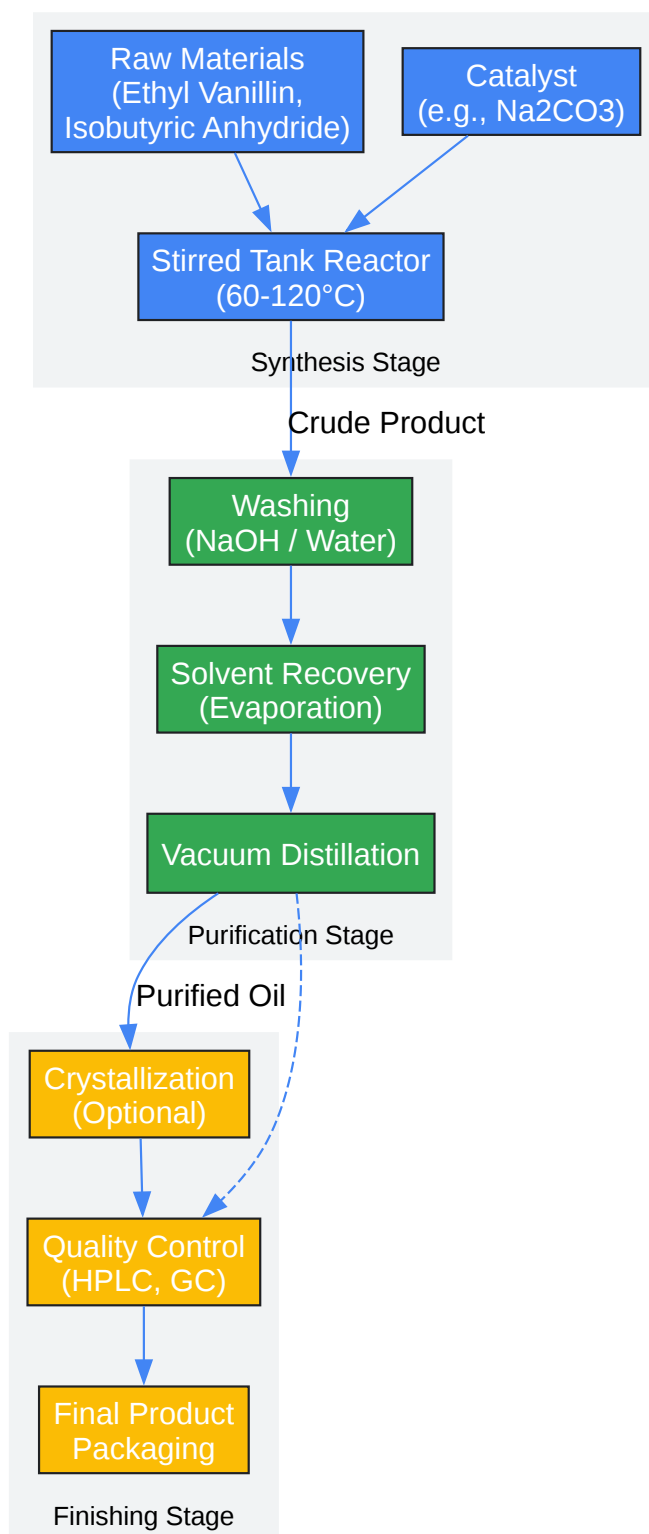 Raw Materials
(Ethyl Vanillin,
Isobutyric Anhydride)
Catalyst
(e.g., Na2CO3)
Stirred Tank Reactor
(60-120°C)
Synthesis Stage
Crude Product
Washing
(NaOH / Water)
Solvent Recovery
(Evaporation)
Vacuum Distillation
Purification Stage
Purified Oil
Crystallization
(Optional)
Quality Control
(HPLC, GC)
Final Product
Packaging
Finishing Stage